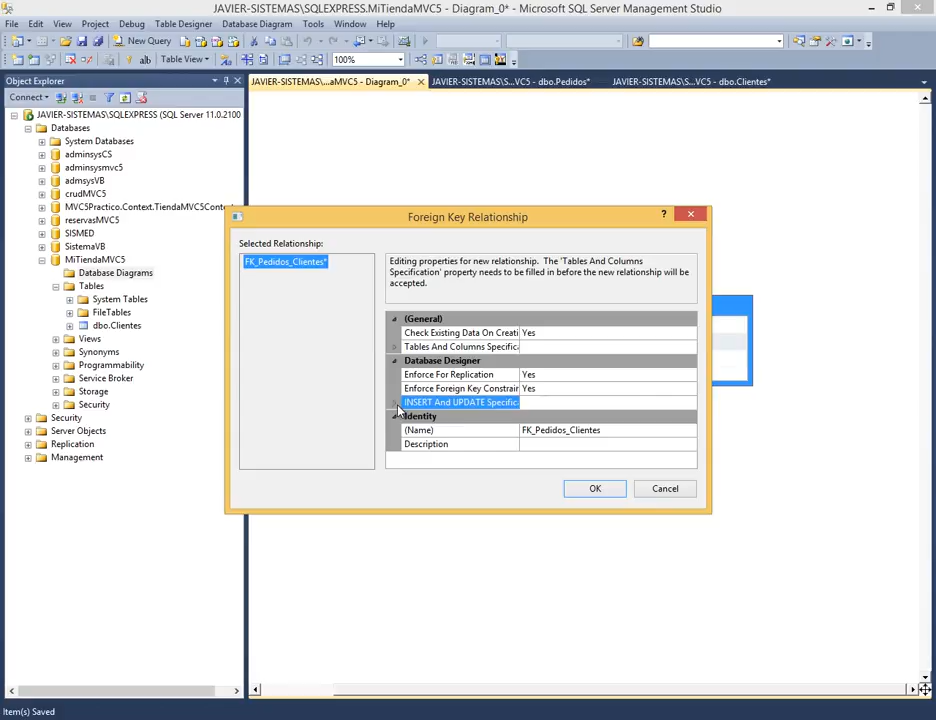 JAVIER-SISTEMAS\SQLEXPRESS.MiTiendaMVC5 - Diagram_0* - Microsoft SQL Server Management Studio
File Edit View Project Debug Table Designer Database Diagram Tools Window Help
New Query
Table View 100%
Object Explorer
JAVIER-SISTEMAS\...aMVC5 - Diagram_0* JAVIER-SISTEMAS\S...VC5 - dbo.Pedidos* JAVIER-SISTEMAS\S...VC5 - dbo.Clientes*
Connect
JAVIER-SISTEMAS\SQLEXPRESS (SQL Server 11.0.2100
Databases
System Databases
adminsysCS
adminsysmvc5
admsysVB
crudMVC5
MVC5Practico.Context.TiendaMVC5Conte
reservasMVC5
SISMED
SistemaVB
MiTiendaMVC5
Database Diagrams
Tables
System Tables
FileTables
dbo.Clientes
Views
Synonyms
Programmability
Service Broker
Storage
Security
Security
Server Objects
Replication
Management
Foreign Key Relationship
Selected Relationship:
FK_Pedidos_Clientes*
Editing properties for new relationship. The 'Tables And Columns
Specification' property needs to be filled in before the new relationship will be
accepted.
(General)
Check Existing Data On Creati Yes
Tables And Columns Specific
Database Designer
Enforce For Replication Yes
Enforce Foreign Key Constrair Yes
INSERT And UPDATE Specific
Identity
(Name) FK_Pedidos_Clientes
Description
OK Cancel
Item(s) Saved